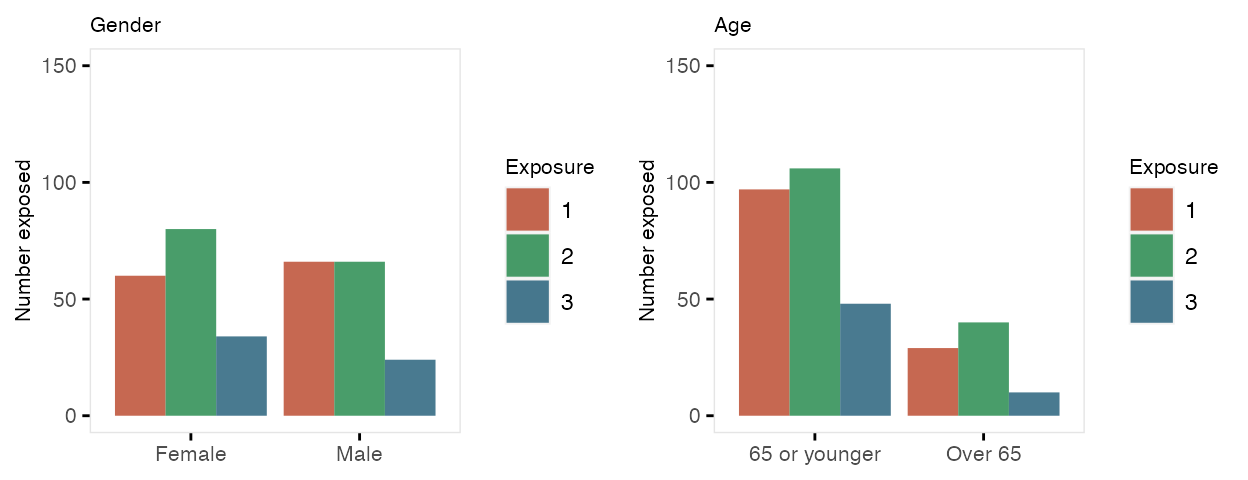 Gender
150
100
50
0
Number exposed
Female Male
Exposure
1
2
3
Age
150
100
50
0
Number exposed
65 or younger Over 65
Exposure
1
2
3